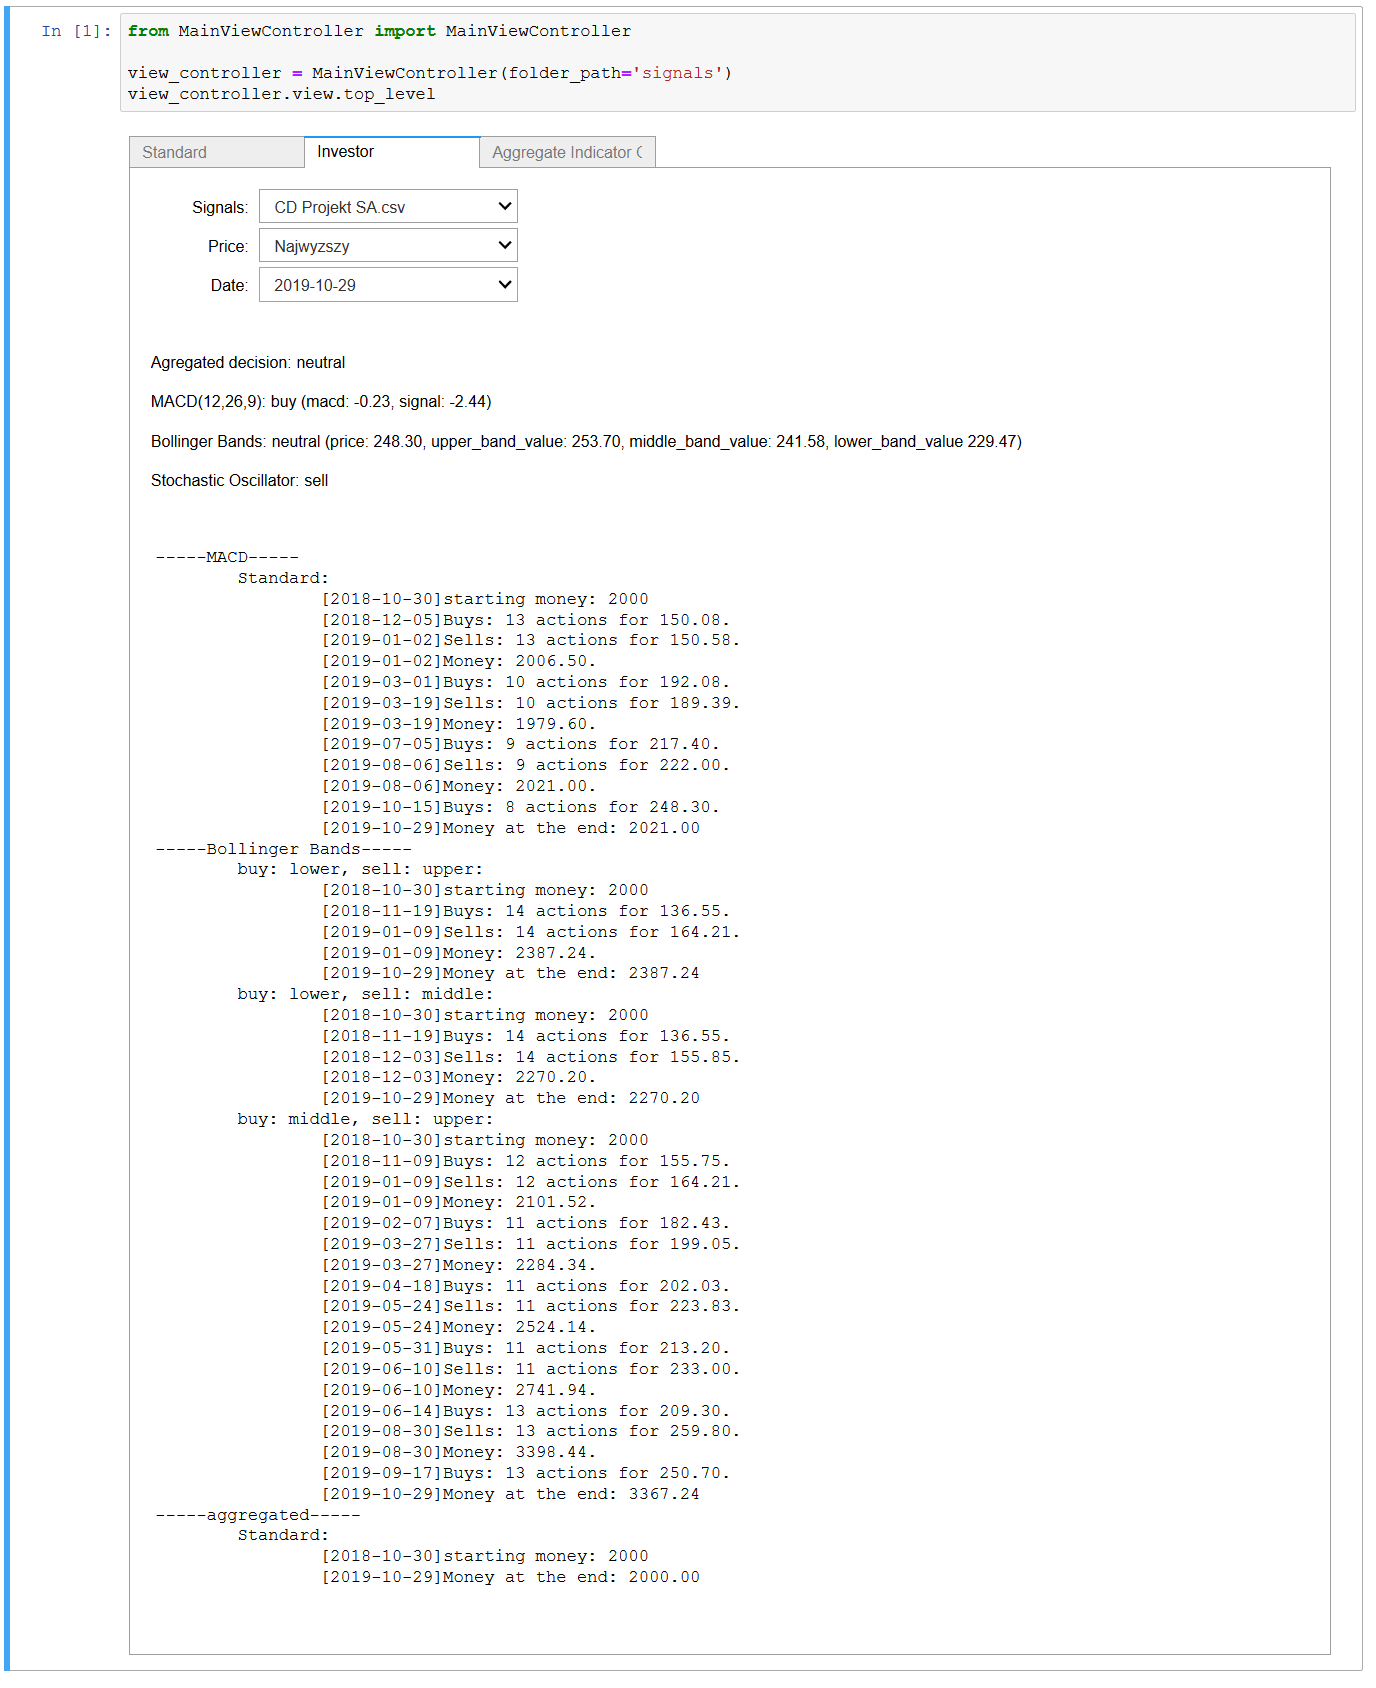 In [1]: from MainViewController import MainViewController
view_controller = MainViewController(folder_path='signals')
view_controller.view.top_level
Standard Investor Aggregate Indicator (
Signals: CD Projekt SA.csv
Price: Najwyzszy
Date: 2019-10-29
Agregated decision: neutral
MACD(12,26,9): buy (macd: -0.23, signal: -2.44)
Bollinger Bands: neutral (price: 248.30, upper_band_value: 253.70, middle_band_value: 241.58, lower_band_value 229.47)
Stochastic Oscillator: sell
-----MACD-----
Standard:
[2018-10-30]starting money: 2000
[2018-12-05]Buys: 13 actions for 150.08.
[2019-01-02]Sells: 13 actions for 150.58.
[2019-01-02]Money: 2006.50.
[2019-03-01]Buys: 10 actions for 192.08.
[2019-03-19]Sells: 10 actions for 189.39.
[2019-03-19]Money: 1979.60.
[2019-07-05]Buys: 9 actions for 217.40.
[2019-08-06]Sells: 9 actions for 222.00.
[2019-08-06]Money: 2021.00.
[2019-10-15]Buys: 8 actions for 248.30.
[2019-10-29]Money at the end: 2021.00
-----Bollinger Bands-----
buy: lower, sell: upper:
[2018-10-30]starting money: 2000
[2018-11-19]Buys: 14 actions for 136.55.
[2019-01-09]Sells: 14 actions for 164.21.
[2019-01-09]Money: 2387.24.
[2019-10-29]Money at the end: 2387.24
buy: lower, sell: middle:
[2018-10-30]starting money: 2000
[2018-11-19]Buys: 14 actions for 136.55.
[2018-12-03]Sells: 14 actions for 155.85.
[2018-12-03]Money: 2270.20.
[2019-10-29]Money at the end: 2270.20
buy: middle, sell: upper:
[2018-10-30]starting money: 2000
[2018-11-09]Buys: 12 actions for 155.75.
[2019-01-09]Sells: 12 actions for 164.21.
[2019-01-09]Money: 2101.52.
[2019-02-07]Buys: 11 actions for 182.43.
[2019-03-27]Sells: 11 actions for 199.05.
[2019-03-27]Money: 2284.34.
[2019-04-18]Buys: 11 actions for 202.03.
[2019-05-24]Sells: 11 actions for 223.83.
[2019-05-24]Money: 2524.14.
[2019-05-31]Buys: 11 actions for 213.20.
[2019-06-10]Sells: 11 actions for 233.00.
[2019-06-10]Money: 2741.94.
[2019-06-14]Buys: 13 actions for 209.30.
[2019-08-30]Sells: 13 actions for 259.80.
[2019-08-30]Money: 3398.44.
[2019-09-17]Buys: 13 actions for 250.70.
[2019-10-29]Money at the end: 3367.24
-----aggregated-----
Standard:
[2018-10-30]starting money: 2000
[2019-10-29]Money at the end: 2000.00